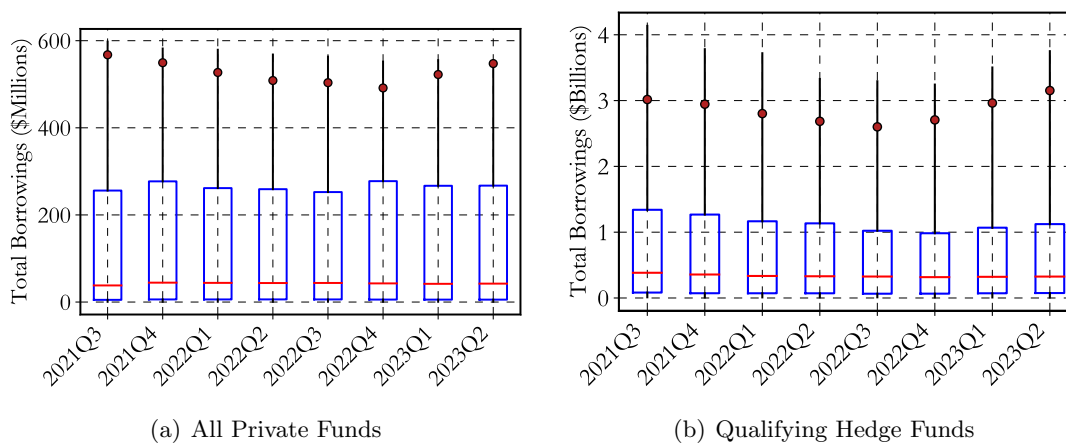 Total Borrowings ($Millions)
600
400
200
0
2021Q3
2021Q4
2022Q1
2022Q2
2022Q3
2022Q4
2023Q1
2023Q2
(a) All Private Funds
Total Borrowings ($Billions)
4
3
2
1
0
2021Q3
2021Q4
2022Q1
2022Q2
2022Q3
2022Q4
2023Q1
2023Q2
(b) Qualifying Hedge Funds